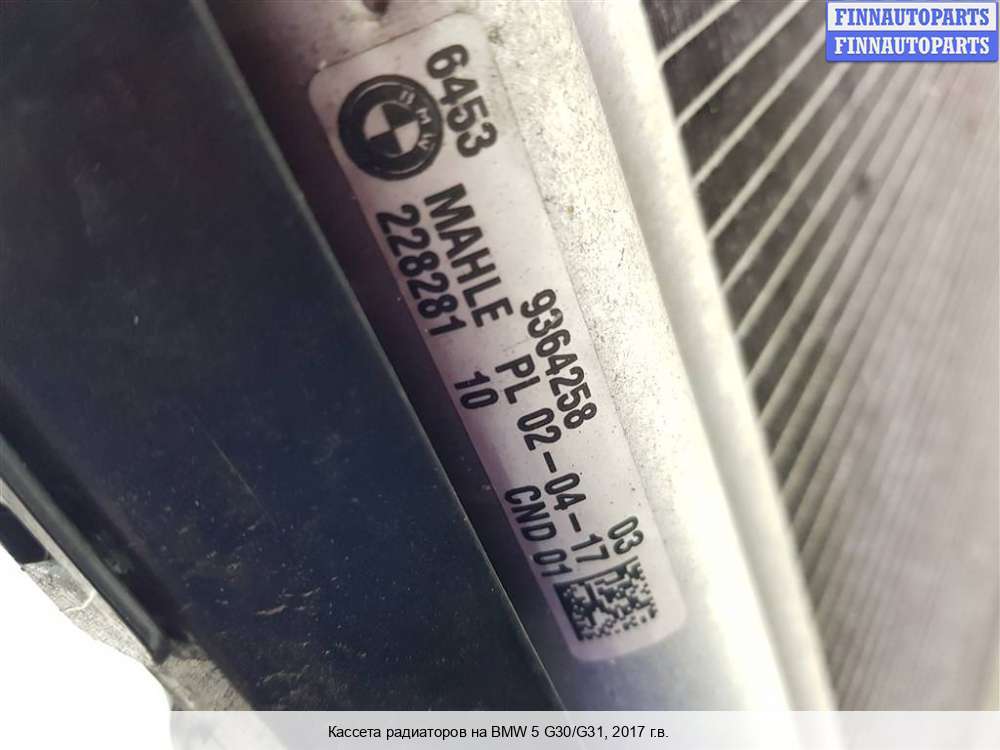 FINNAUTOPARTS
FINNAUTOPARTS
BMW
6453 9364258 03
MAHLE PL 02-04-17
228281 10 CND 01
Кассета радиаторов на BMW 5 G30/G31, 2017 г.в.